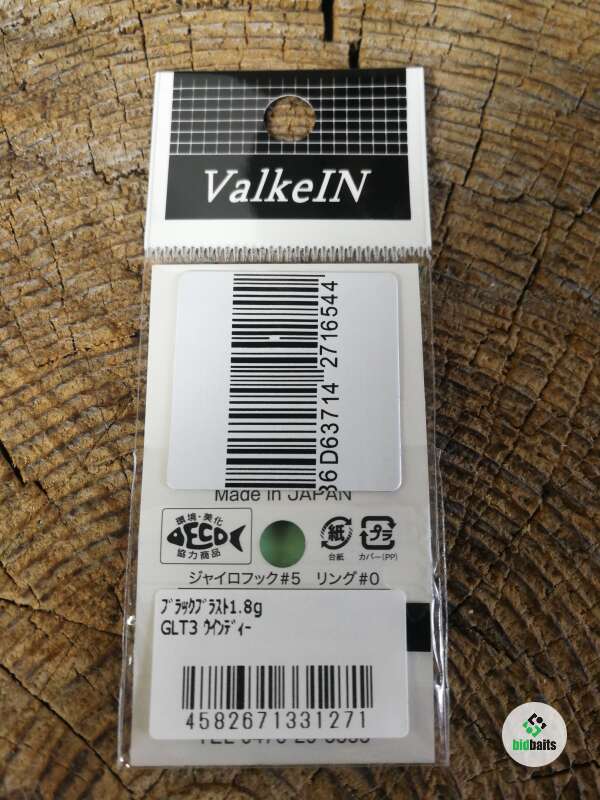 ValkeIN
36 D63714 2716544
Made in JAPAN
環境・美化
ECO
協力商品
紙
台紙
プラ
カバー(PP)
ジャイロフック#5 リング#0
ﾌﾞﾗｯｸﾌﾞﾗｽﾄ1.8g
GLT3 ｳｲﾝﾃﾞｨｰ
4582671331271
bidbaits